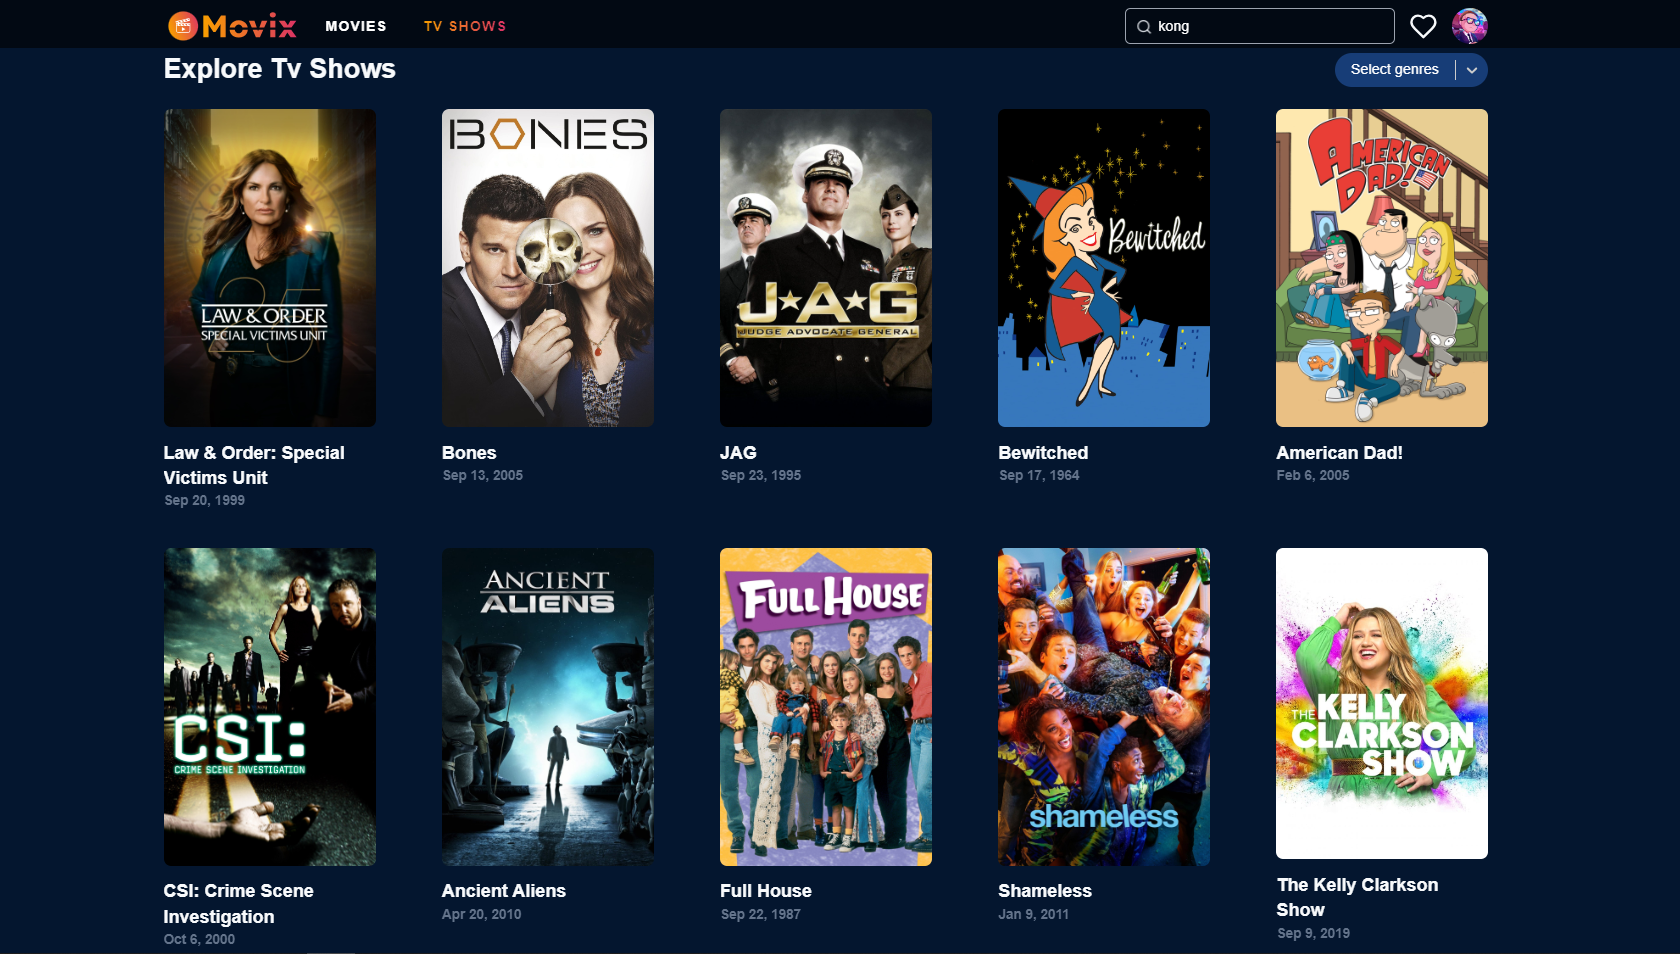 Movix MOVIES TV SHOWS kong
Explore Tv Shows Select genres
25
LAW & ORDER
SPECIAL VICTIMS UNIT
BONES
J★A★G
JUDGE ADVOCATE GENERAL
Bewitched
AMERICAN
DAD!
Law & Order: Special
Victims Unit
Sep 20, 1999
Bones
Sep 13, 2005
JAG
Sep 23, 1995
Bewitched
Sep 17, 1964
American Dad!
Feb 6, 2005
CSI:
CRIME SCENE INVESTIGATION
ANCIENT
ALIENS
FULL HOUSE
shameless
THE KELLY
CLARKSON
SHOW
CSI: Crime Scene
Investigation
Oct 6, 2000
Ancient Aliens
Apr 20, 2010
Full House
Sep 22, 1987
Shameless
Jan 9, 2011
The Kelly Clarkson
Show
Sep 9, 2019